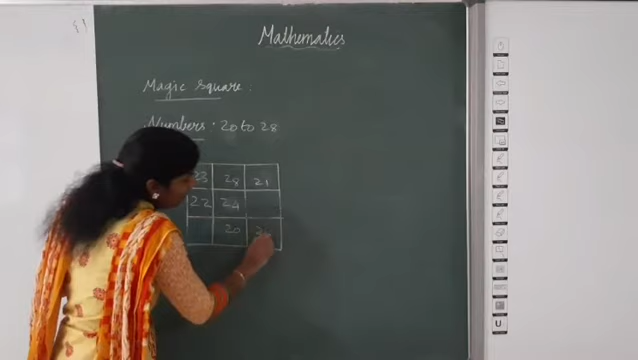 Mathematics
Magic Square.
Numbers: 20 to 28
23 28 21
22 24
20